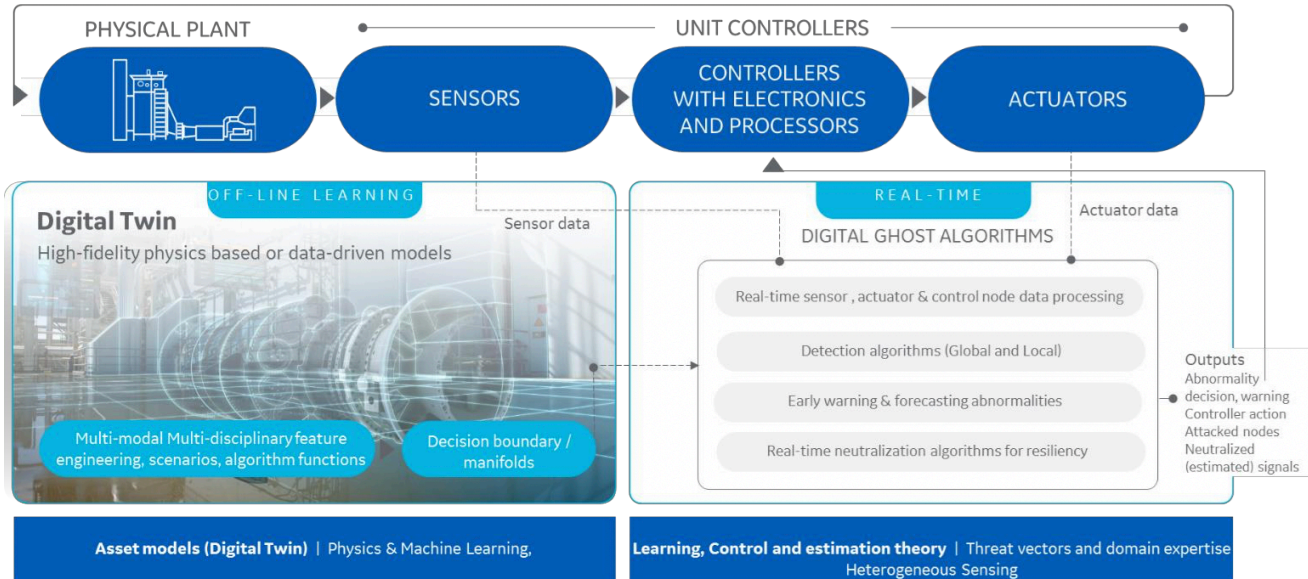 PHYSICAL PLANT
UNIT CONTROLLERS
SENSORS
CONTROLLERS
WITH ELECTRONICS
AND PROCESSORS
ACTUATORS
OFF-LINE LEARNING
Digital Twin
High-fidelity physics based or data-driven models
Sensor data
Multi-modal Multi-disciplinary feature
engineering, scenarios, algorithm functions
Decision boundary /
manifolds
REAL-TIME
Actuator data
DIGITAL GHOST ALGORITHMS
Real-time sensor , actuator & control node data processing
Detection algorithms (Global and Local)
Early warning & forecasting abnormalities
Real-time neutralization algorithms for resiliency
Outputs
Abnormality
decision, warning
Controller action
Attacked nodes
Neutralized
(estimated) signals
Asset models (Digital Twin) | Physics & Machine Learning,
Learning, Control and estimation theory | Threat vectors and domain expertise
Heterogeneous Sensing